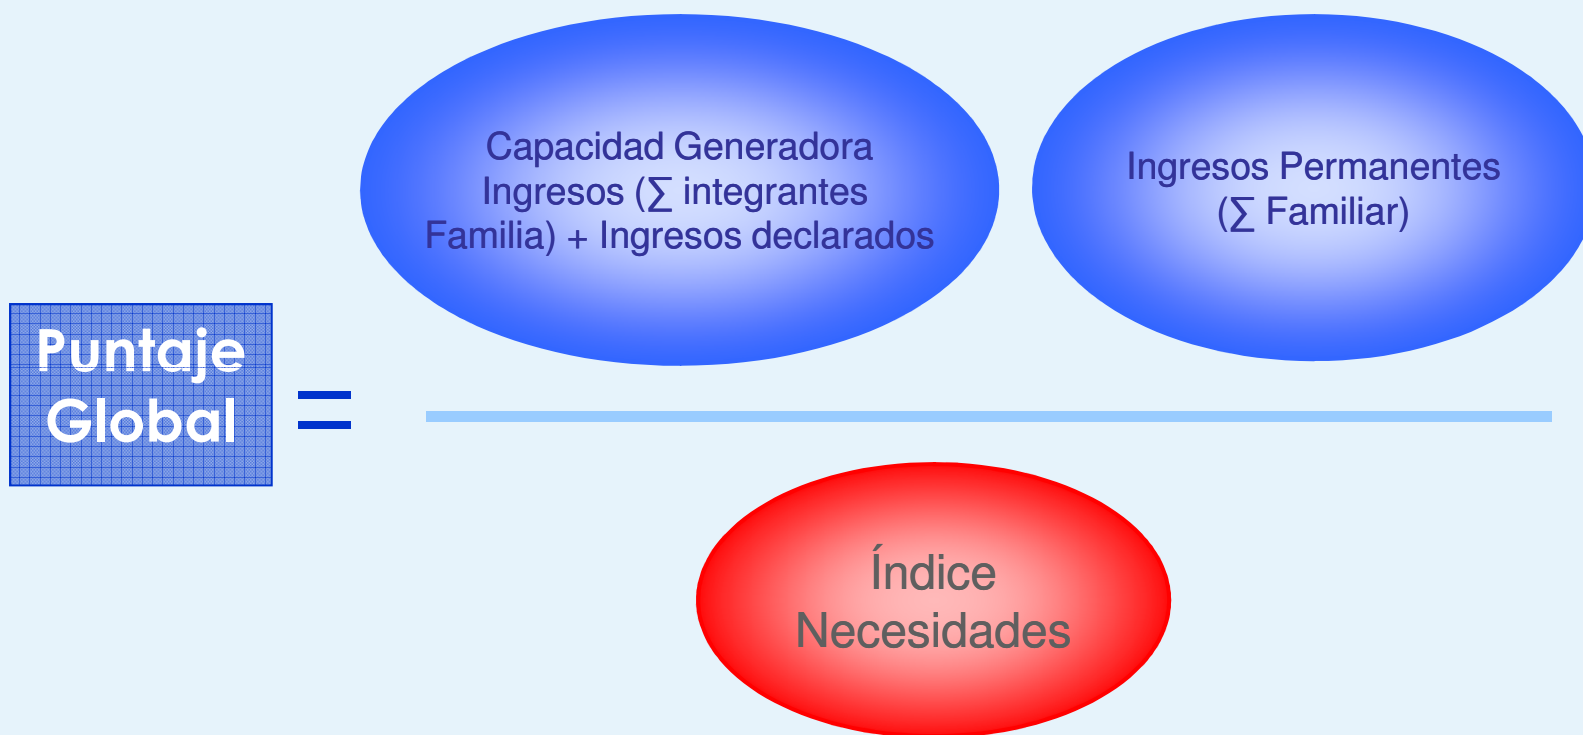 Capacidad Generadora
Ingresos (∑ integrantes
Familia) + Ingresos declarados
Ingresos Permanentes
(∑ Familiar)
Puntaje
Global
=
Índice
Necesidades